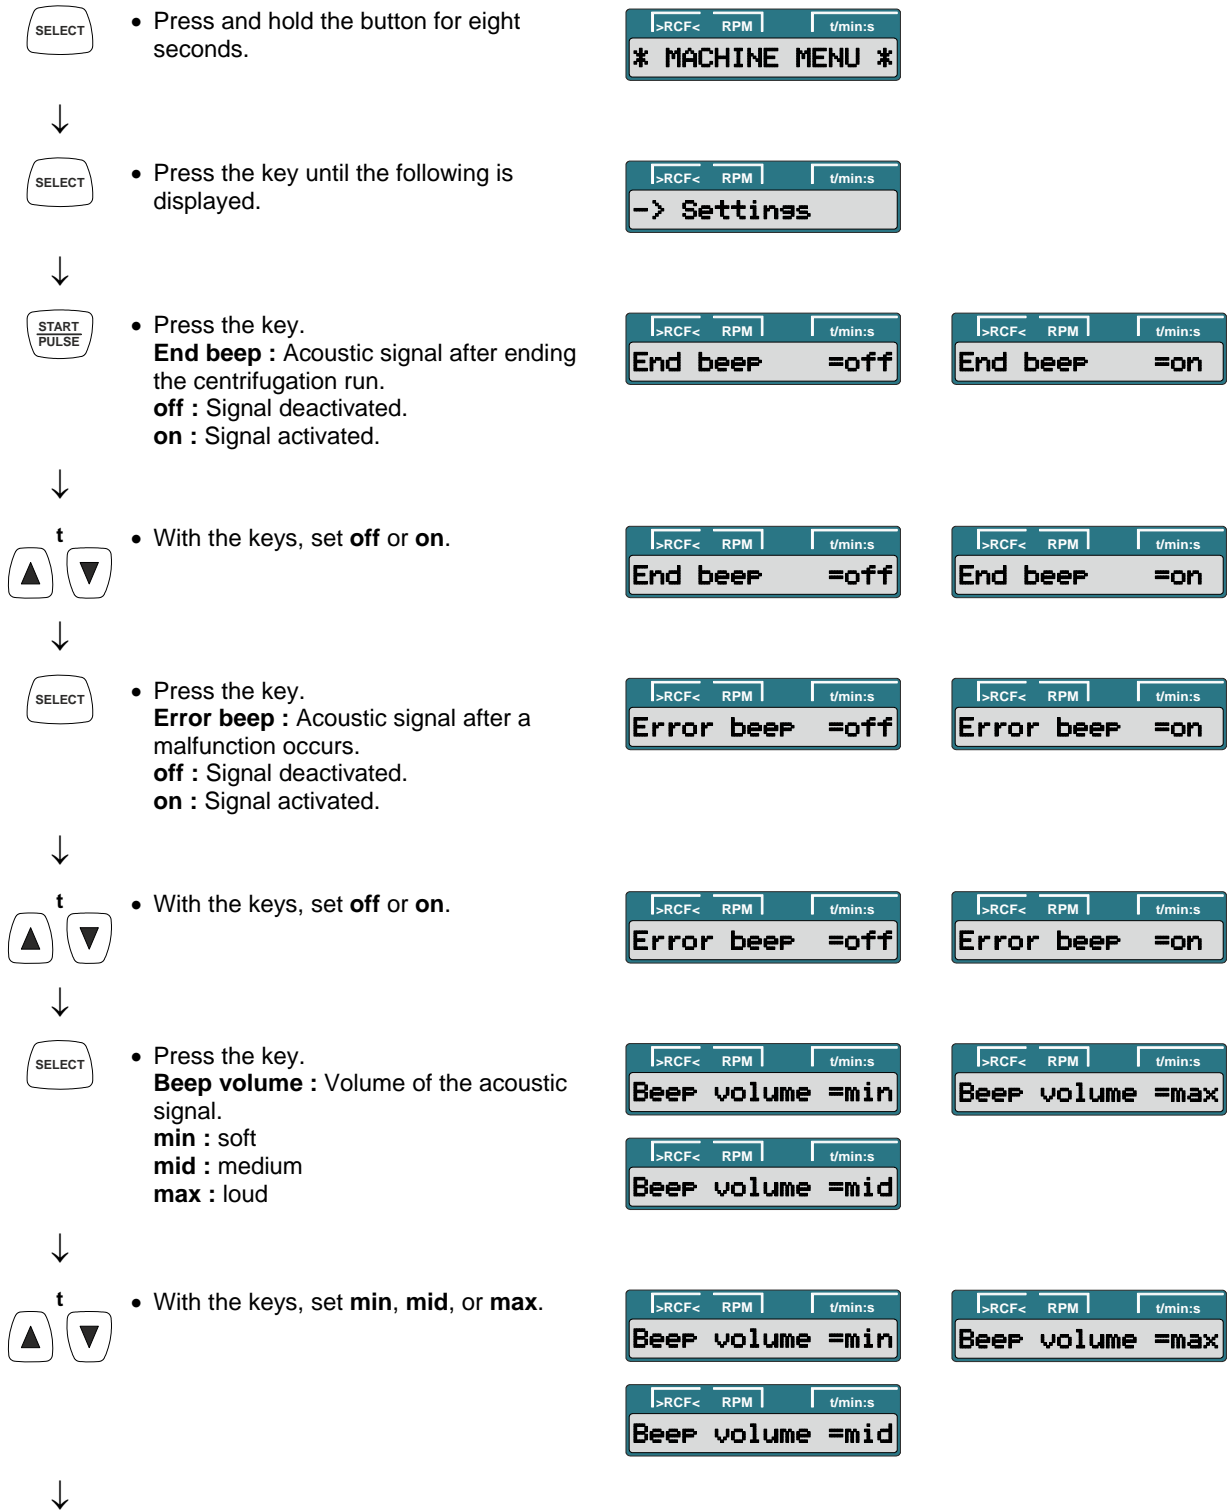 SELECT
• Press and hold the button for eight
seconds.
>RCF< RPM t/min:s
* MACHINE MENU *
↓
SELECT
• Press the key until the following is
displayed.
>RCF< RPM t/min:s
-> Settings
↓
START
PULSE
• Press the key.
End beep : Acoustic signal after ending
the centrifugation run.
off : Signal deactivated.
on : Signal activated.
>RCF< RPM t/min:s
End beep =off
>RCF< RPM t/min:s
End beep =on
↓
t
• With the keys, set off or on.
>RCF< RPM t/min:s
End beep =off
>RCF< RPM t/min:s
End beep =on
↓
SELECT
• Press the key.
Error beep : Acoustic signal after a
malfunction occurs.
off : Signal deactivated.
on : Signal activated.
>RCF< RPM t/min:s
Error beep =off
>RCF< RPM t/min:s
Error beep =on
↓
t
• With the keys, set off or on.
>RCF< RPM t/min:s
Error beep =off
>RCF< RPM t/min:s
Error beep =on
↓
SELECT
• Press the key.
Beep volume : Volume of the acoustic
signal.
min : soft
mid : medium
max : loud
>RCF< RPM t/min:s
Beep volume =min
>RCF< RPM t/min:s
Beep volume =max
>RCF< RPM t/min:s
Beep volume =mid
↓
t
• With the keys, set min, mid, or max.
>RCF< RPM t/min:s
Beep volume =min
>RCF< RPM t/min:s
Beep volume =max
>RCF< RPM t/min:s
Beep volume =mid
↓